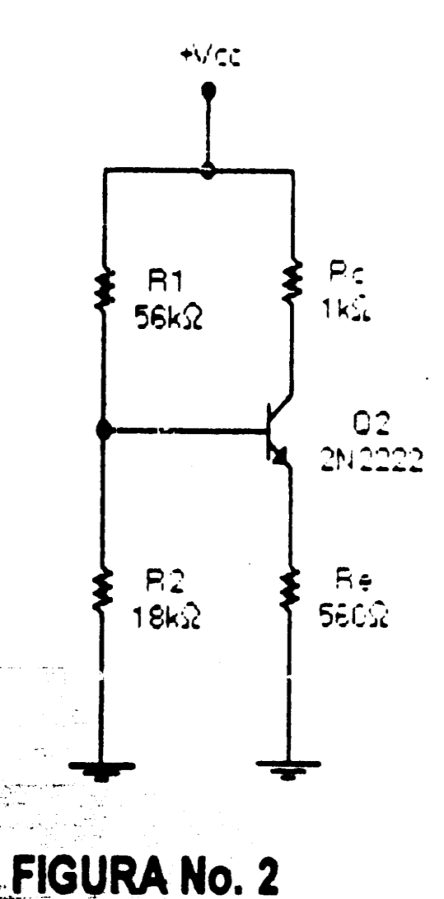 +Vcc
R1
56kΩ
Rc
1kΩ
Q2
2N2222
R2
18kΩ
Re
560Ω
FIGURA No. 2